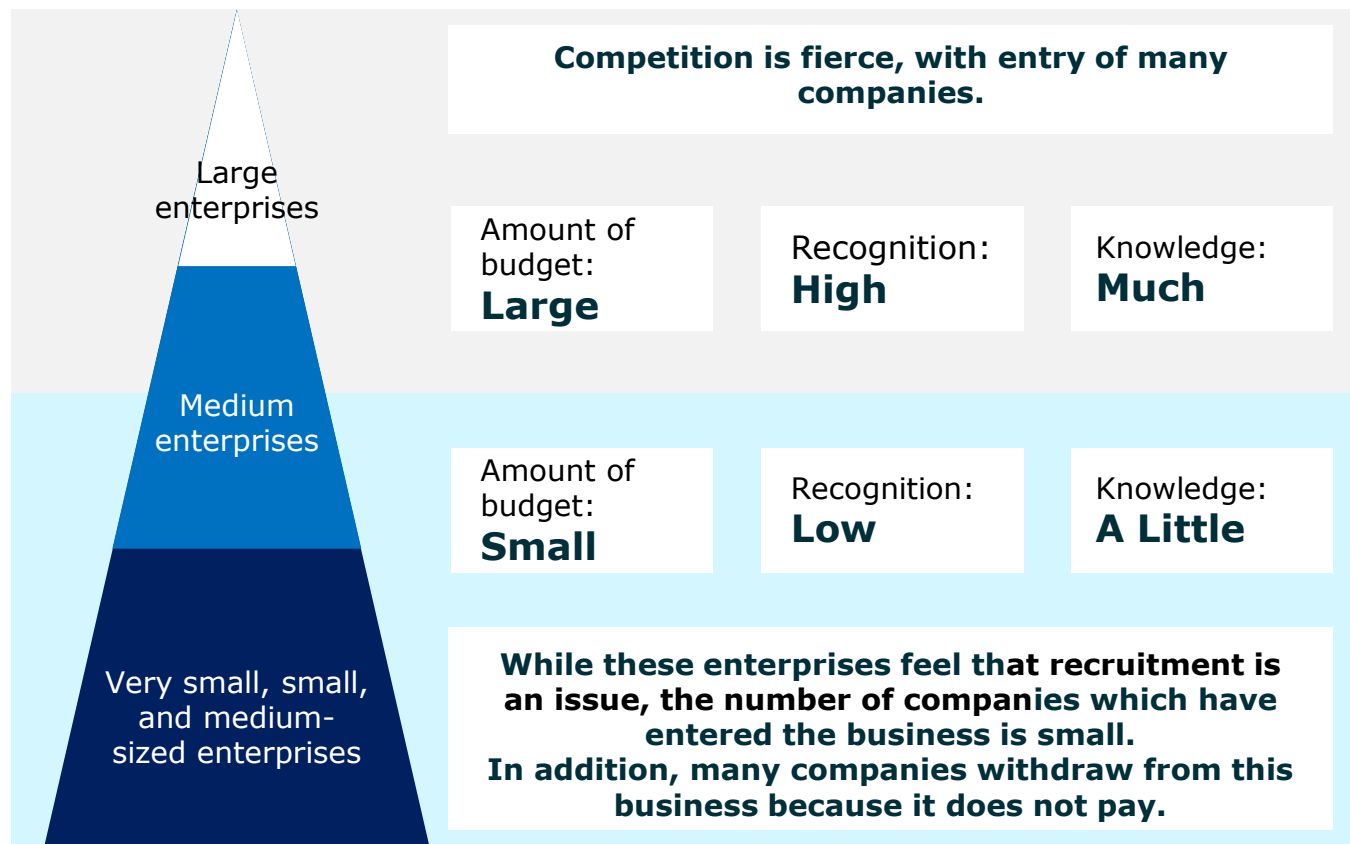 Competition is fierce, with entry of many
companies.
Large
enterprises
Amount of
budget:
Large
Recognition:
High
Knowledge:
Much
Medium
enterprises
Amount of
budget:
Small
Recognition:
Low
Knowledge:
A Little
Very small, small,
and medium-
sized enterprises
While these enterprises feel that recruitment is
an issue, the number of companies which have
entered the business is small.
In addition, many companies withdraw from this
business because it does not pay.